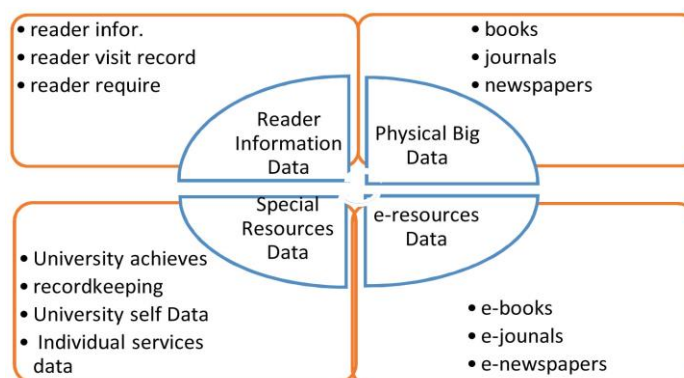 • reader infor.
• reader visit record
• reader require
• books
• journals
• newspapers
Reader
Information
Data
Physical Big
Data
Special
Resources
Data
e-resources
Data
• University achieves
• recordkeeping
• University self Data
• Individual services
data
• e-books
• e-jounals
• e-newspapers